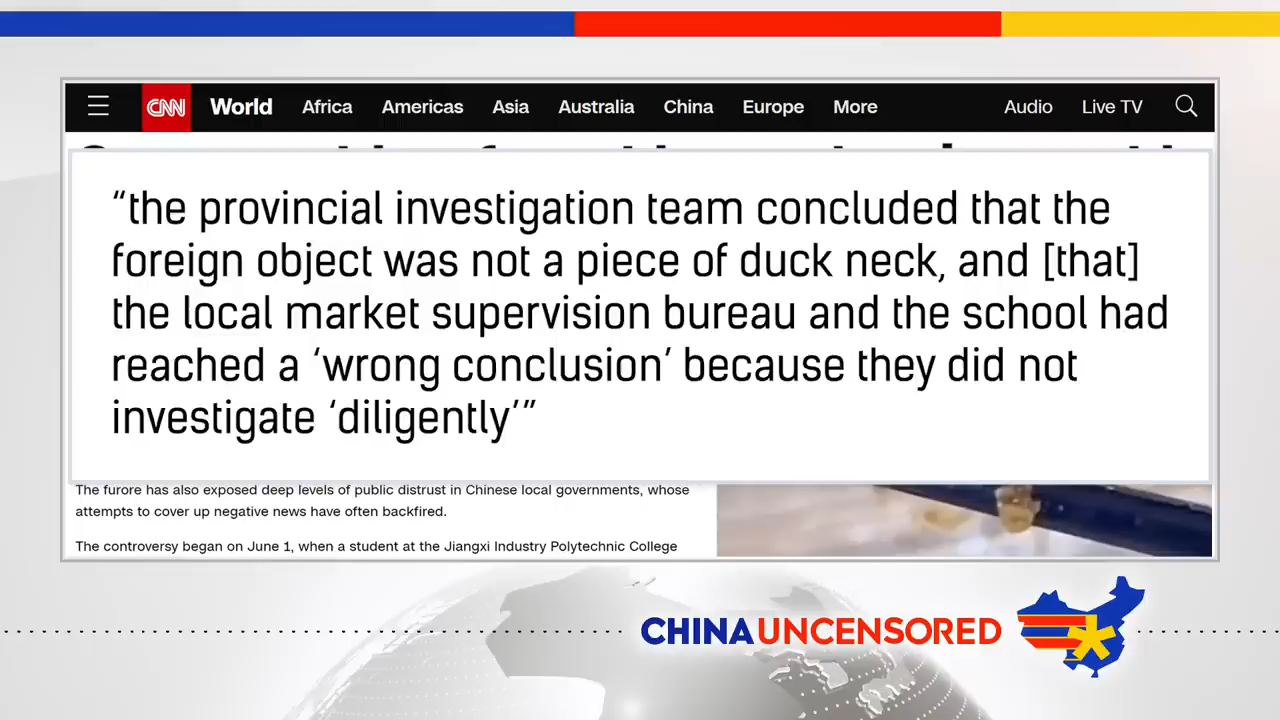 CNN World Africa Americas Asia Australia China Europe More Audio Live TV
“the provincial investigation team concluded that the
foreign object was not a piece of duck neck, and [that]
the local market supervision bureau and the school had
reached a ‘wrong conclusion’ because they did not
investigate ‘diligently’”
The furore has also exposed deep levels of public distrust in Chinese local governments, whose
attempts to cover up negative news have often backfired.
The controversy began on June 1, when a student at the Jiangxi Industry Polytechnic College
CHINA UNCENSORED